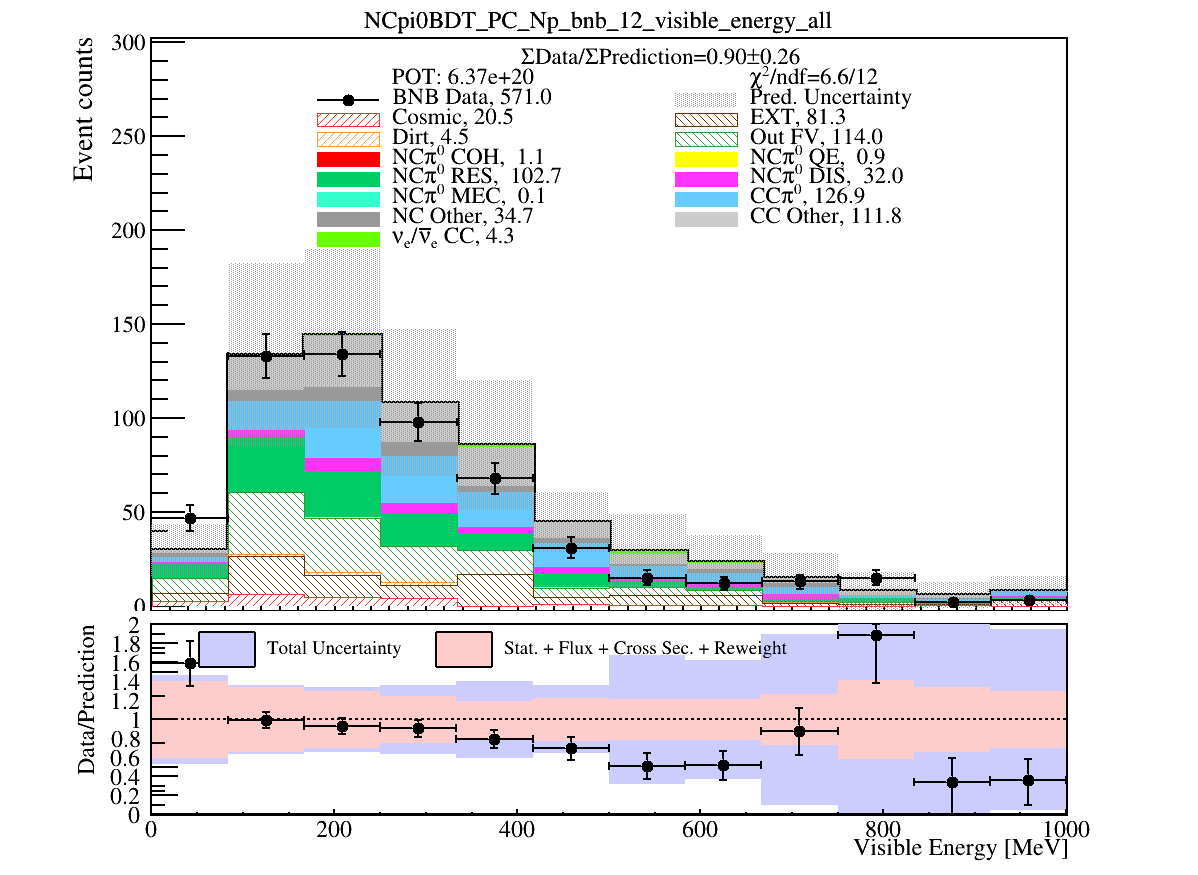 NCpi0BDT_PC_Np_bnb_12_visible_energy_all
ΣData/ΣPrediction=0.90±0.26
POT: 6.37e+20
χ²/ndf=6.6/12
BNB Data, 571.0
Pred. Uncertainty
Cosmic, 20.5
EXT, 81.3
Dirt, 4.5
Out FV, 114.0
NCπ⁰ COH, 1.1
NCπ⁰ QE, 0.9
NCπ⁰ RES, 102.7
NCπ⁰ DIS, 32.0
NCπ⁰ MEC, 0.1
CCπ⁰, 126.9
NC Other, 34.7
CC Other, 111.8
νₑ/ν̅ₑ CC, 4.3
Event counts
300
250
200
150
100
50
0
Total Uncertainty
Stat. + Flux + Cross Sec. + Reweight
Data/Prediction
2
1.8
1.6
1.4
1.2
1
0.8
0.6
0.4
0.2
0
0 200 400 600 800 1000
Visible Energy [MeV]